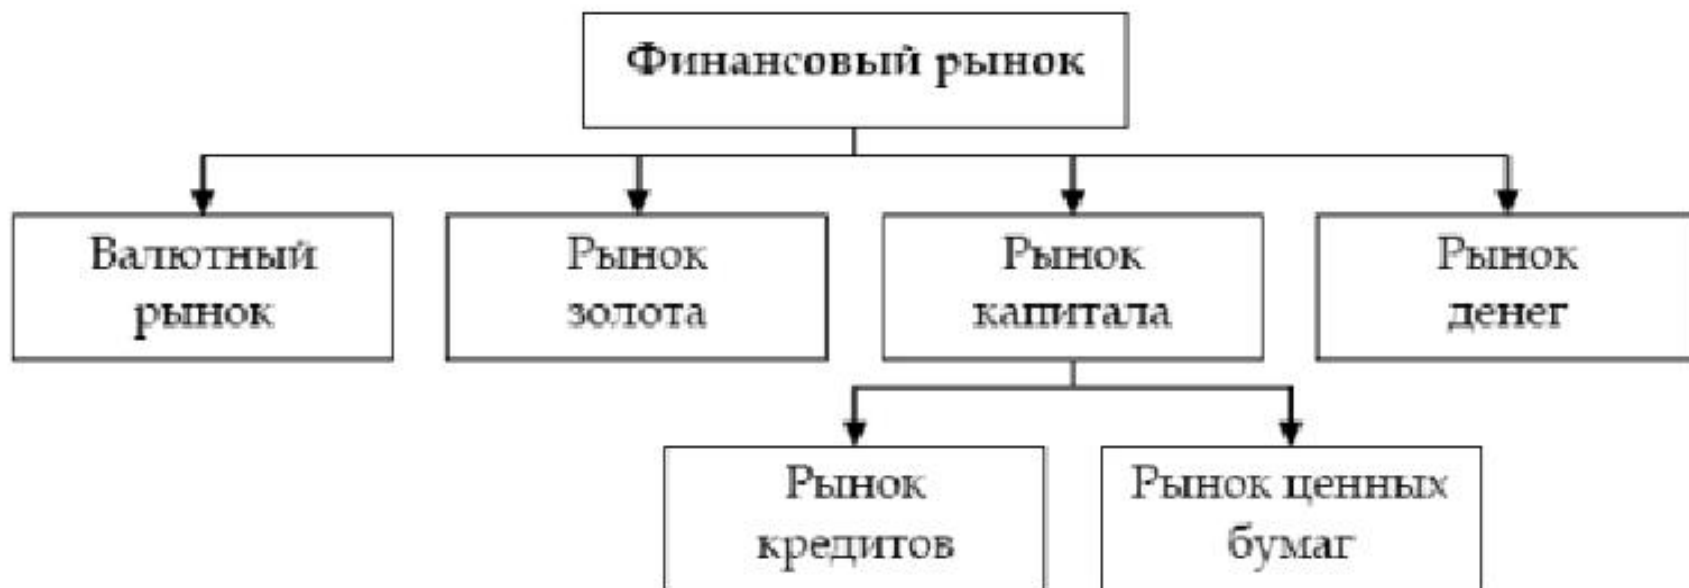 Финансовый рынок
Валютный
рынок
Рынок
золота
Рынок
капитала
Рынок
денег
Рынок
кредитов
Рынок ценных
бумаг